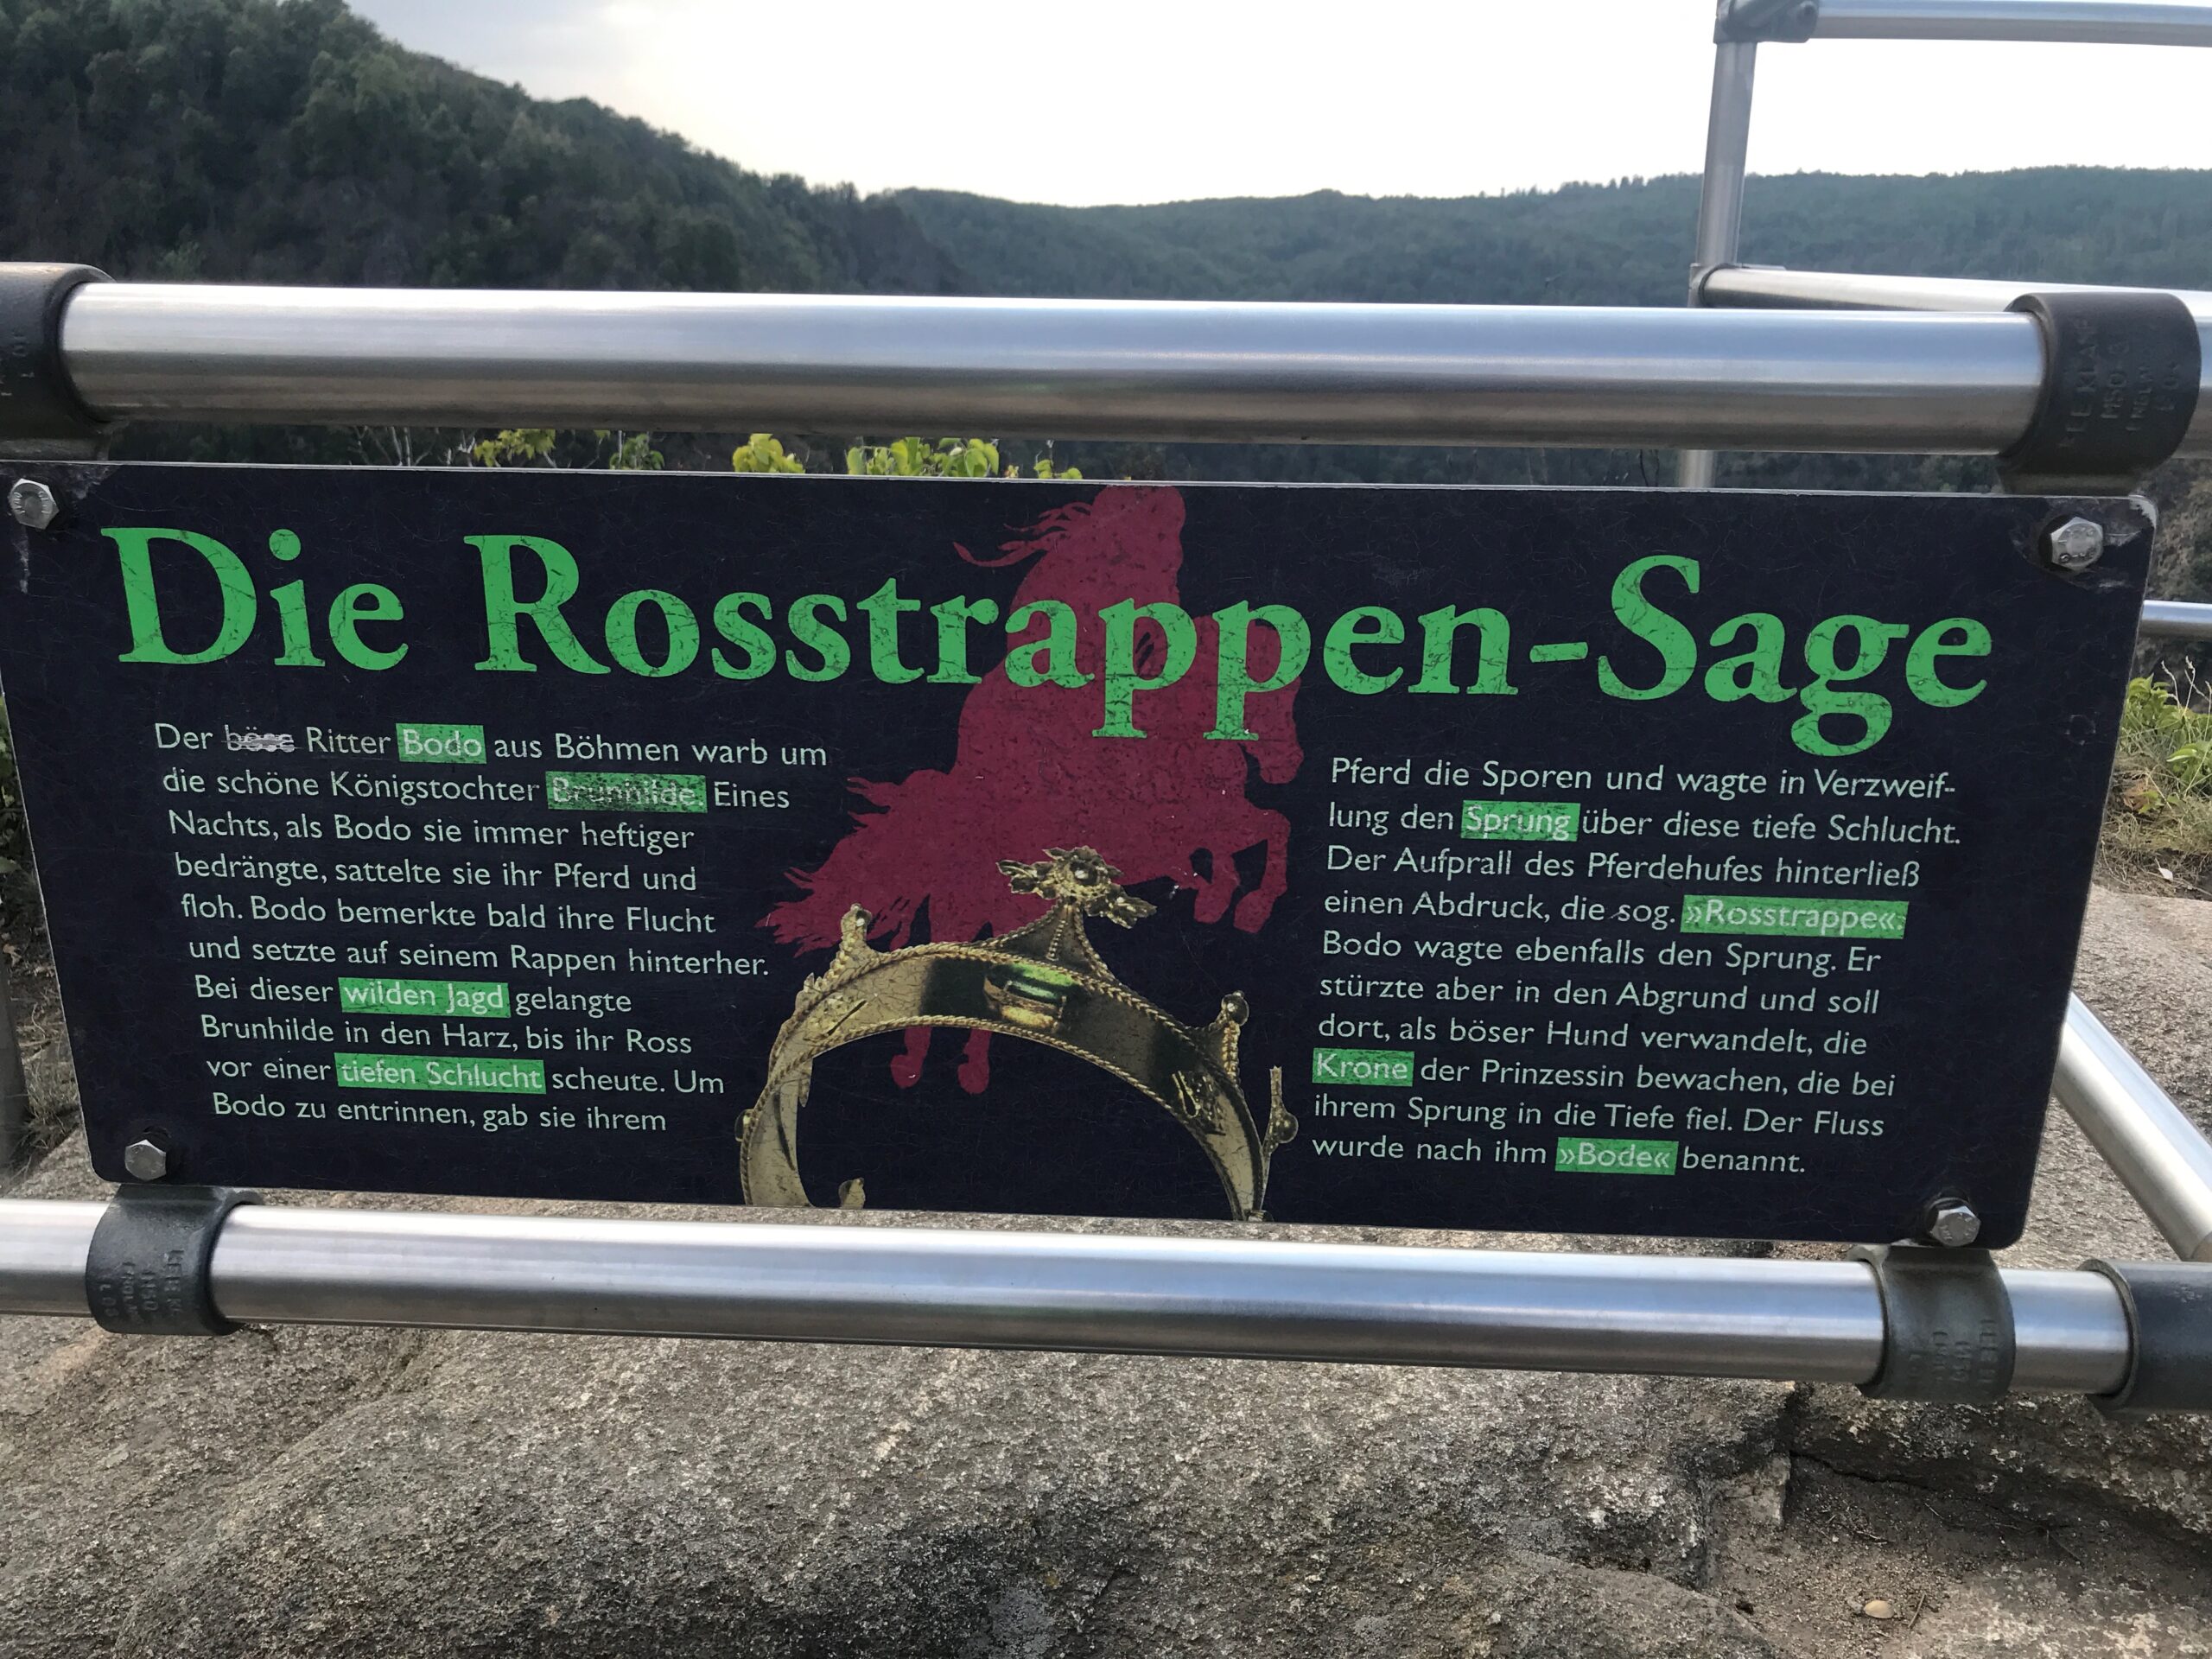 Die Rosstrappen-Sage
Der böse Ritter Bodo aus Böhmen warb um
die schöne Königstochter Brunhilde. Eines
Nachts, als Bodo sie immer heftiger
bedrängte, sattelte sie ihr Pferd und
floh. Bodo bemerkte bald ihre Flucht
und setzte auf seinem Rappen hinterher.
Bei dieser wilden Jagd gelangte
Brunhilde in den Harz, bis ihr Ross
vor einer tiefen Schlucht scheute. Um
Bodo zu entrinnen, gab sie ihrem
Pferd die Sporen und wagte in Verzweif-
lung den Sprung über diese tiefe Schlucht.
Der Aufprall des Pferdehufes hinterließ
einen Abdruck, die sog. »Rosstrappe«.
Bodo wagte ebenfalls den Sprung. Er
stürzte aber in den Abgrund und soll
dort, als böser Hund verwandelt, die
Krone der Prinzessin bewachen, die bei
ihrem Sprung in die Tiefe fiel. Der Fluss
wurde nach ihm »Bode« benannt.